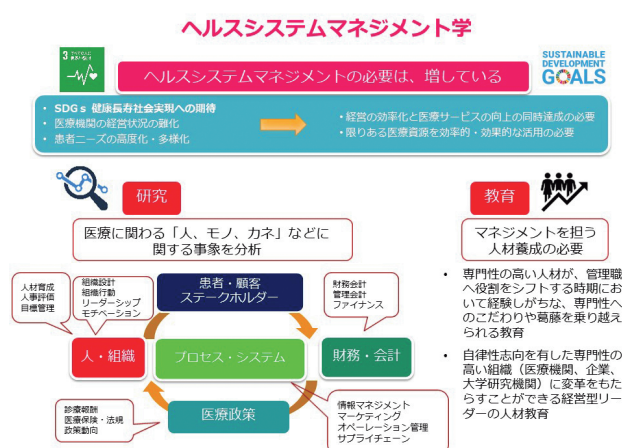 ヘルスシステムマネジメント学
3 すべての人に
健康と福祉を
SUSTAINABLE
DEVELOPMENT
GOALS
ヘルスシステムマネジメントの必要は、増している
• SDGs 健康長寿社会実現への期待
• 医療機関の経営状況の難化
• 患者ニーズの高度化・多様化
• 経営の効率化と医療サービスの向上の同時達成の必要
• 限りある医療資源を効率的・効果的な活用の必要
研究
医療に関わる「人、モノ、カネ」などに
関する事象を分析
人材育成
人事評価
目標管理
組織設計
組織行動
リーダーシップ
モチベーション
患者・顧客
ステークホルダー
財務会計
管理会計
ファイナンス
人・組織
プロセス・システム
財務・会計
診療報酬
医療保険・法規
政策動向
医療政策
情報マネジメント
マーケティング
オペレーション管理
サプライチェーン
教育
マネジメントを担う
人材養成の必要
• 専門性の高い人材が、管理職
へ役割をシフトする時期にお
いて経験しがちな、専門性へ
のこだわりや葛藤を乗り越え
られる教育
• 自律性志向を有した専門性の
高い組織（医療機関、企業、
大学研究機関）に変革をもた
らすことができる経営型リー
ダーの人材教育